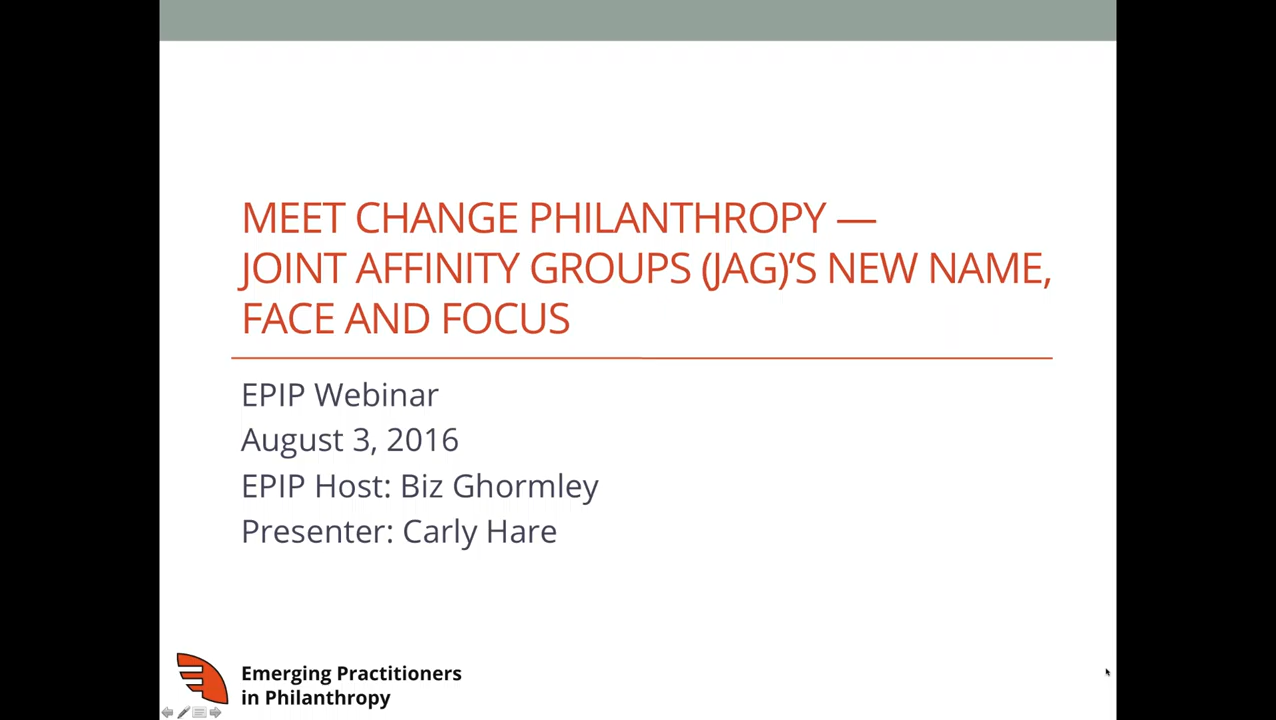 MEET CHANGE PHILANTHROPY —
JOINT AFFINITY GROUPS (JAG)’S NEW NAME,
FACE AND FOCUS
EPIP Webinar
August 3, 2016
EPIP Host: Biz Ghormley
Presenter: Carly Hare
Emerging Practitioners
in Philanthropy